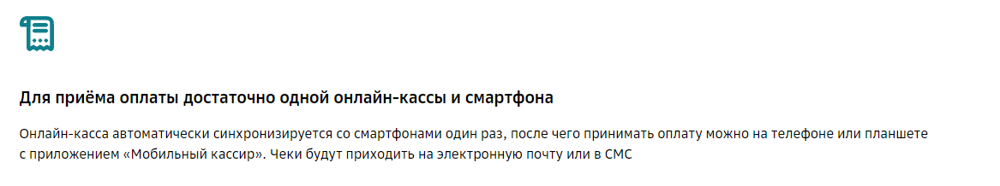 Для приёма оплаты достаточно одной онлайн-кассы и смартфона
Онлайн-касса автоматически синхронизируется со смартфонами один раз, после чего принимать оплату можно на телефоне или планшете
с приложением «Мобильный кассир». Чеки будут приходить на электронную почту или в СМС